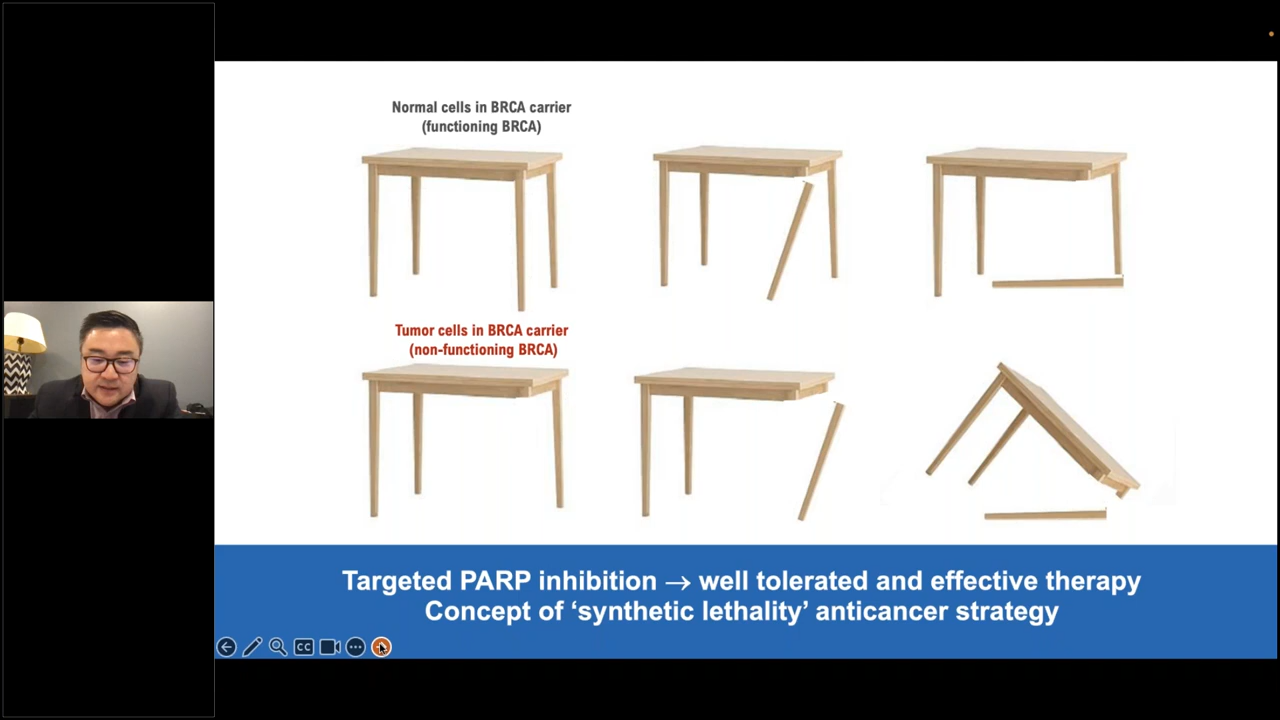 Normal cells in BRCA carrier
(functioning BRCA)
Tumor cells in BRCA carrier
(non-functioning BRCA)
Targeted PARP inhibition → well tolerated and effective therapy
Concept of ‘synthetic lethality’ anticancer strategy
CC